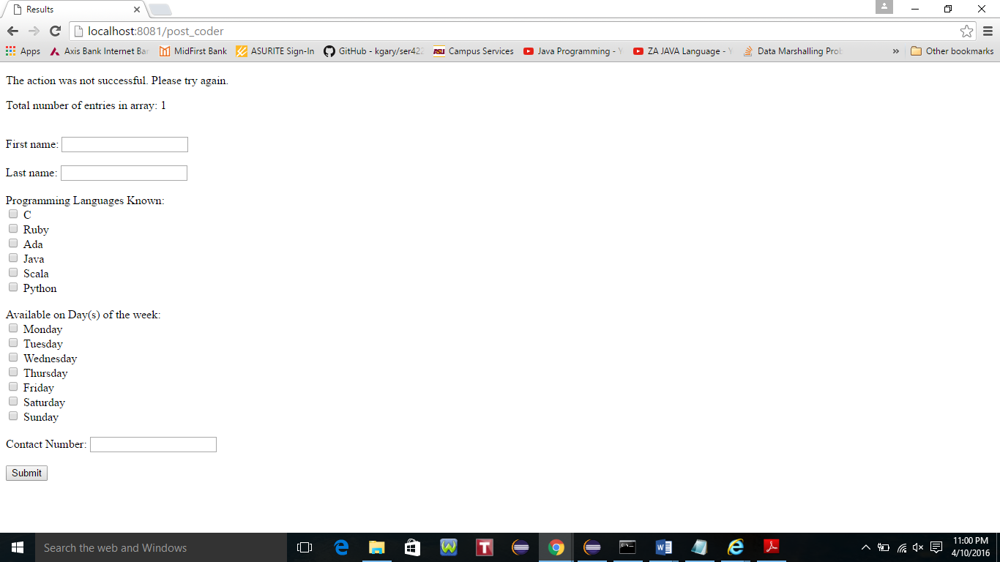 Results
localhost:8081/post_coder
Apps Axis Bank Internet Ban MidFirst Bank ASURITE Sign-In GitHub - kgary/ser422 ASU Campus Services Java Programming - Y ZA JAVA Language - Y Data Marshalling Prob » Other bookmarks
The action was not successful. Please try again.
Total number of entries in array: 1
First name:
Last name:
Programming Languages Known:
C
Ruby
Ada
Java
Scala
Python
Available on Day(s) of the week:
Monday
Tuesday
Wednesday
Thursday
Friday
Saturday
Sunday
Contact Number:
Submit
Search the web and Windows
11:00 PM
4/10/2016